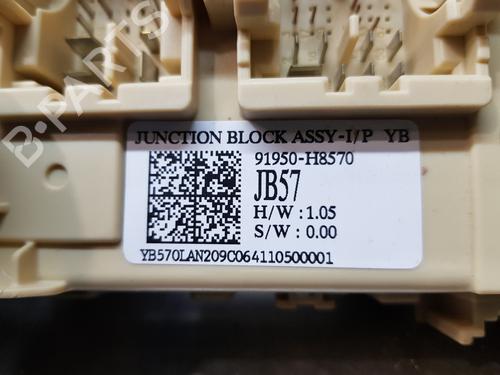 JUNCTION BLOCK ASSY-I/P YB
91950-H8570
JB57
H/W : 1.05
S/W : 0.00
YB570LAN209C064110500001
B-PARTS